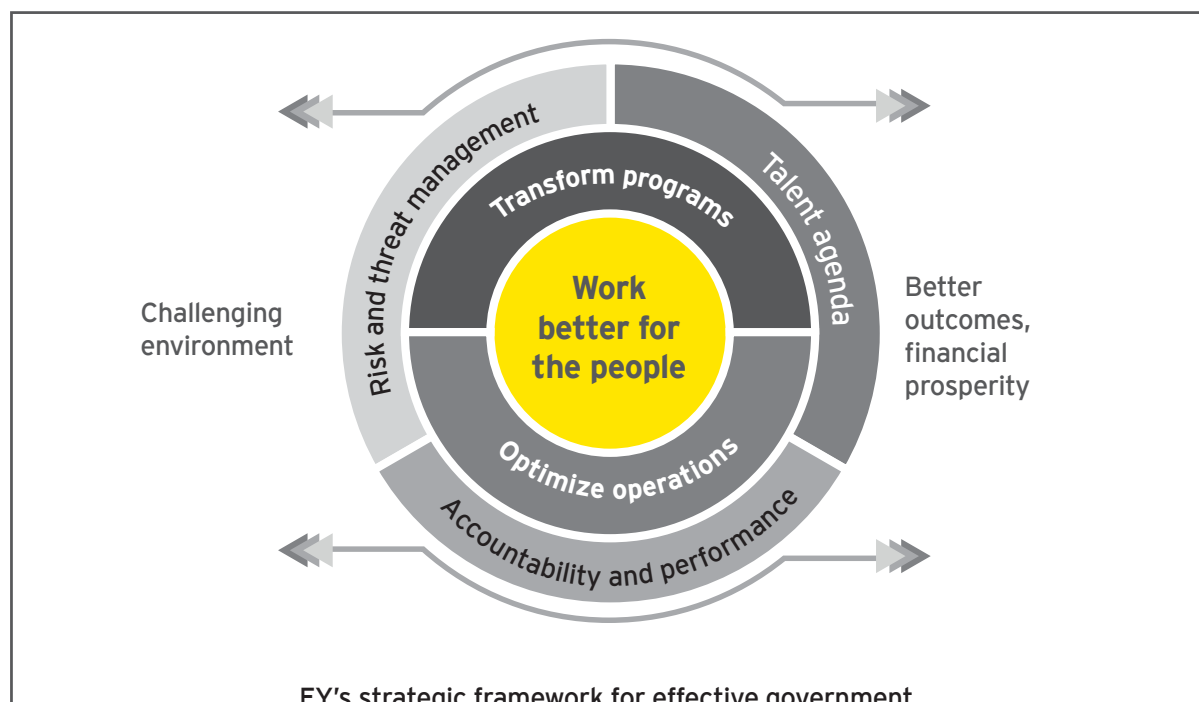 Risk and threat management
Talent agenda
Transform programs
Work
better for
the people
Challenging
environment
Better
outcomes,
financial
prosperity
Optimize operations
Accountability and performance
EY's strategic framework for effective government